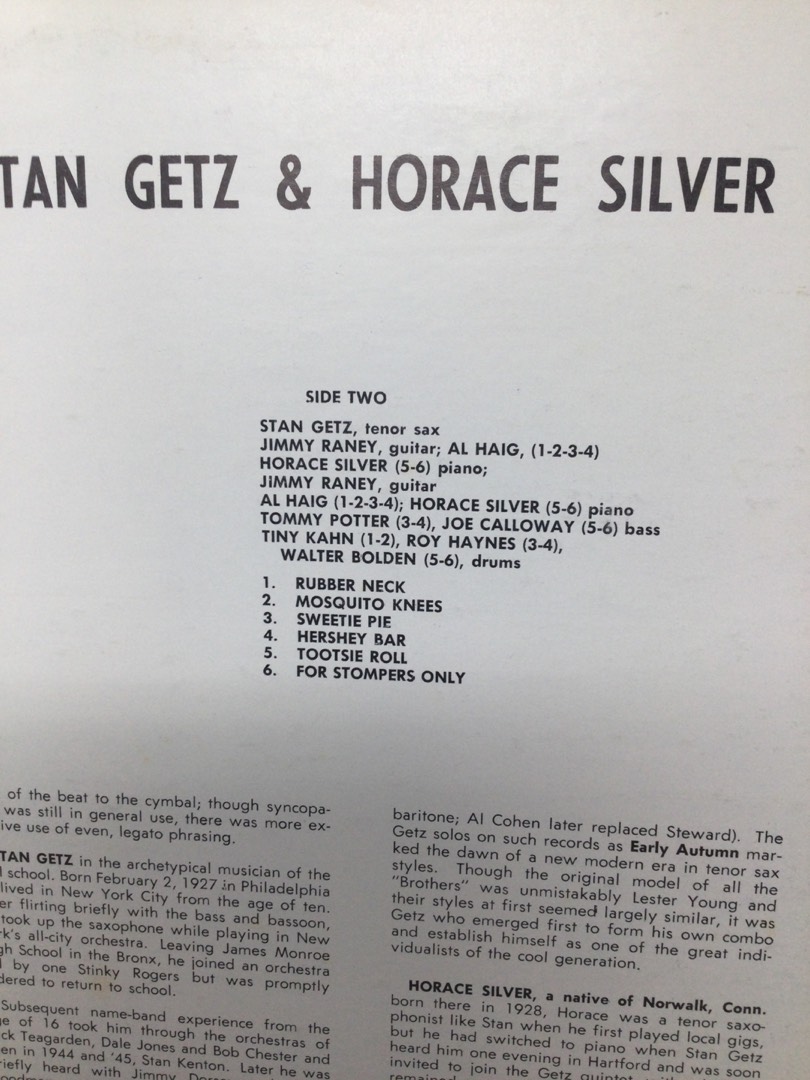 TAN GETZ & HORACE SILVER
SIDE TWO
STAN GETZ, tenor sax
JIMMY RANEY, guitar; AL HAIG, (1-2-3-4)
HORACE SILVER (5-6) piano;
JIMMY RANEY, guitar
AL HAIG (1-2-3-4); HORACE SILVER (5-6) piano
TOMMY POTTER (3-4), JOE CALLOWAY (5-6) bass
TINY KAHN (1-2), ROY HAYNES (3-4),
WALTER BOLDEN (5-6), drums
1. RUBBER NECK
2. MOSQUITO KNEES
3. SWEETIE PIE
4. HERSHEY BAR
5. TOOTSIE ROLL
6. FOR STOMPERS ONLY
of the beat to the cymbal; though syncopa-
was still in general use, there was more ex-
ive use of even, legato phrasing.
TAN GETZ in the archetypical musician of the
l school. Born February 2, 1927 in Philadelphia
lived in New York City from the age of ten.
er flirting briefly with the bass and bassoon,
took up the saxophone while playing in New
rk's all-city orchestra. Leaving James Monroe
gh School in the Bronx, he joined an orchestra
d by one Stinky Rogers but was promptly
dered to return to school.
Subsequent name-band experience from the
ge of 16 took him through the orchestras of
ck Teagarden, Dale Jones and Bob Chester and
en in 1944 and '45, Stan Kenton. Later he was
riefly heard with Jimmy
baritone; Al Cohen later replaced Steward). The
Getz solos on such records as Early Autumn mar-
ked the dawn of a new modern era in tenor sax
styles. Though the original model of all the
"Brothers" was unmistakably Lester Young and
their styles at first seemed largely similar, it was
Getz who emerged first to form his own combo
and establish himself as one of the great indi-
vidualists of the cool generation.
HORACE SILVER, a native of Norwalk, Conn.
born there in 1928, Horace was a tenor saxo-
phonist like Stan when he first played local gigs,
but he had switched to piano when Stan Getz
heard him one evening in Hartford and was soon
invited to join the Getz quintet